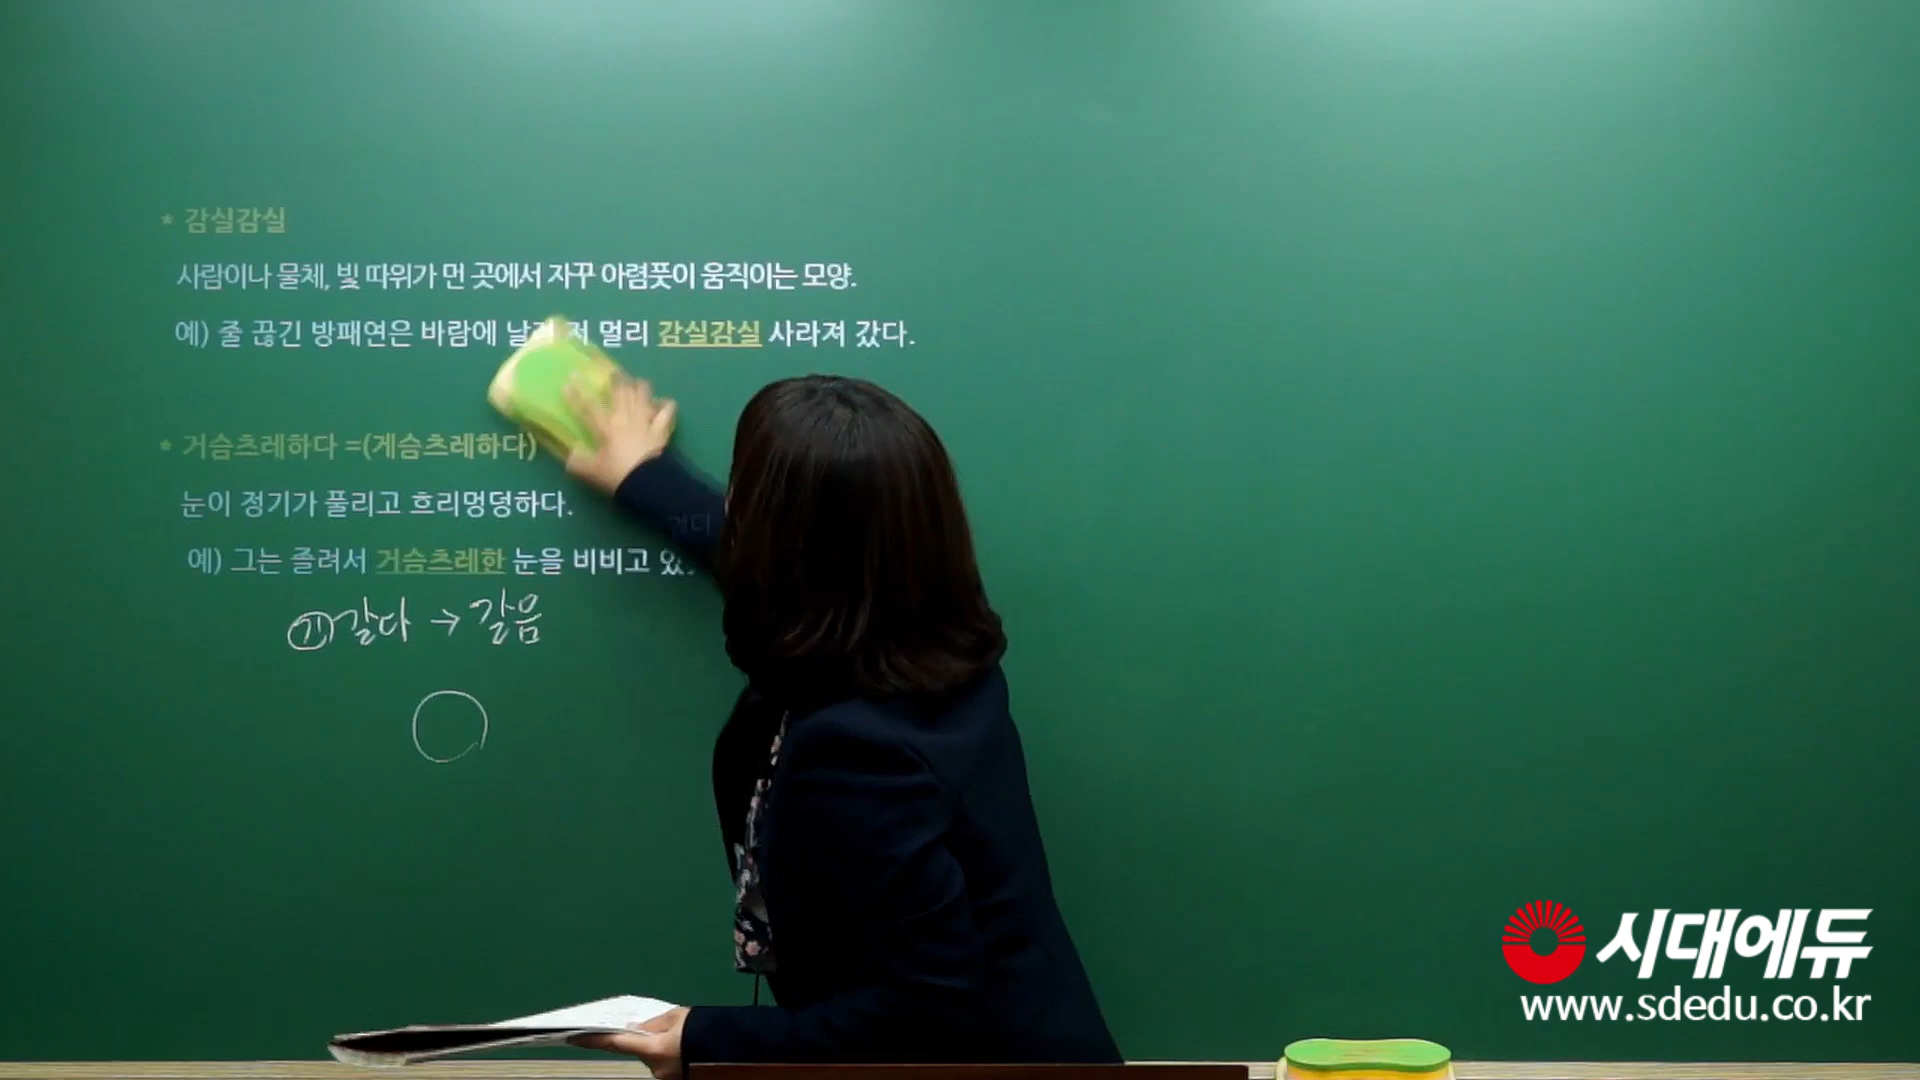 * 감실감실
사람이나 물체, 빛 따위가 먼 곳에서 자꾸 아렴풋이 움직이는 모양.
예) 줄 끊긴 방패연은 바람에 저 멀리 감실감실 사라져 갔다.
* 거슴츠레하다 =(게슴츠레하다)
눈이 정기가 풀리고 흐리멍덩하다.
예) 그는 졸려서 거슴츠레한 눈을 비비고
갈다 → 갈음
시대에듀
www.sdedu.co.kr